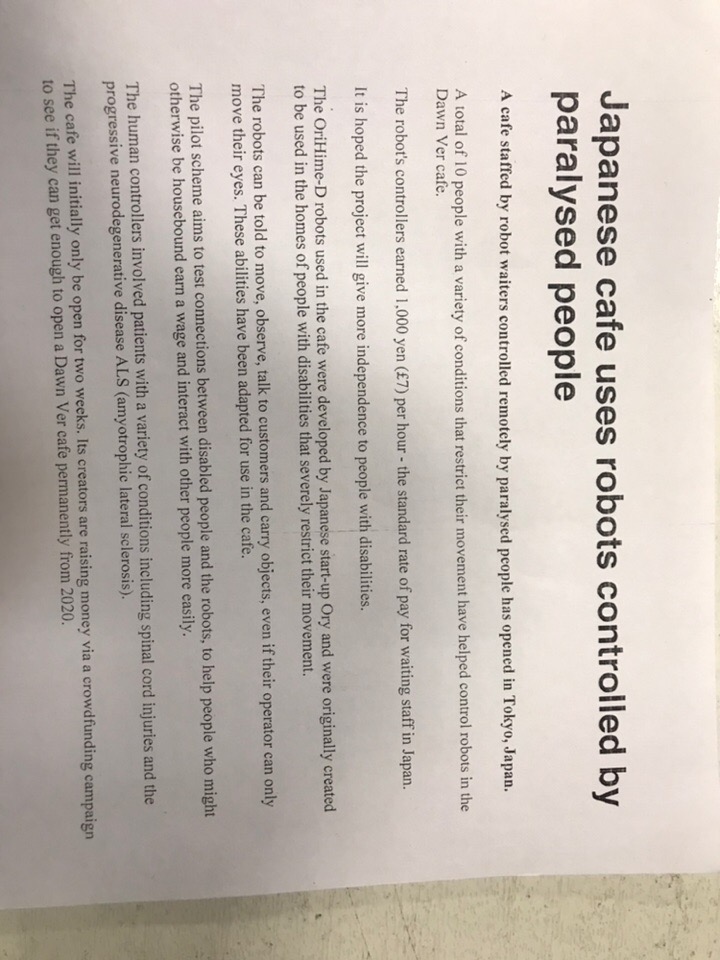 Japanese cafe uses robots controlled by
paralysed people
A cafe staffed by robot waiters controlled remotely by paralysed people has opened in Tokyo, Japan.
A total of 10 people with a variety of conditions that restrict their movement have helped control robots in the
Dawn Ver cafe.
The robot's controllers earned 1,000 yen (£7) per hour - the standard rate of pay for waiting staff in Japan.
It is hoped the project will give more independence to people with disabilities.
The OriHime-D robots used in the cafe were developed by Japanese start-up Ory and were originally created
to be used in the homes of people with disabilities that severely restrict their movement.
The robots can be told to move, observe, talk to customers and carry objects, even if their operator can only
move their eyes. These abilities have been adapted for use in the cafe.
The pilot scheme aims to test connections between disabled people and the robots, to help people who might
otherwise be housebound earn a wage and interact with other people more easily.
The human controllers involved patients with a variety of conditions including spinal cord injuries and the
progressive neurodegenerative disease ALS (amyotrophic lateral sclerosis).
The cafe will initially only be open for two weeks. Its creators are raising money via a crowdfunding campaign
to see if they can get enough to open a Dawn Ver cafe permanently from 2020.